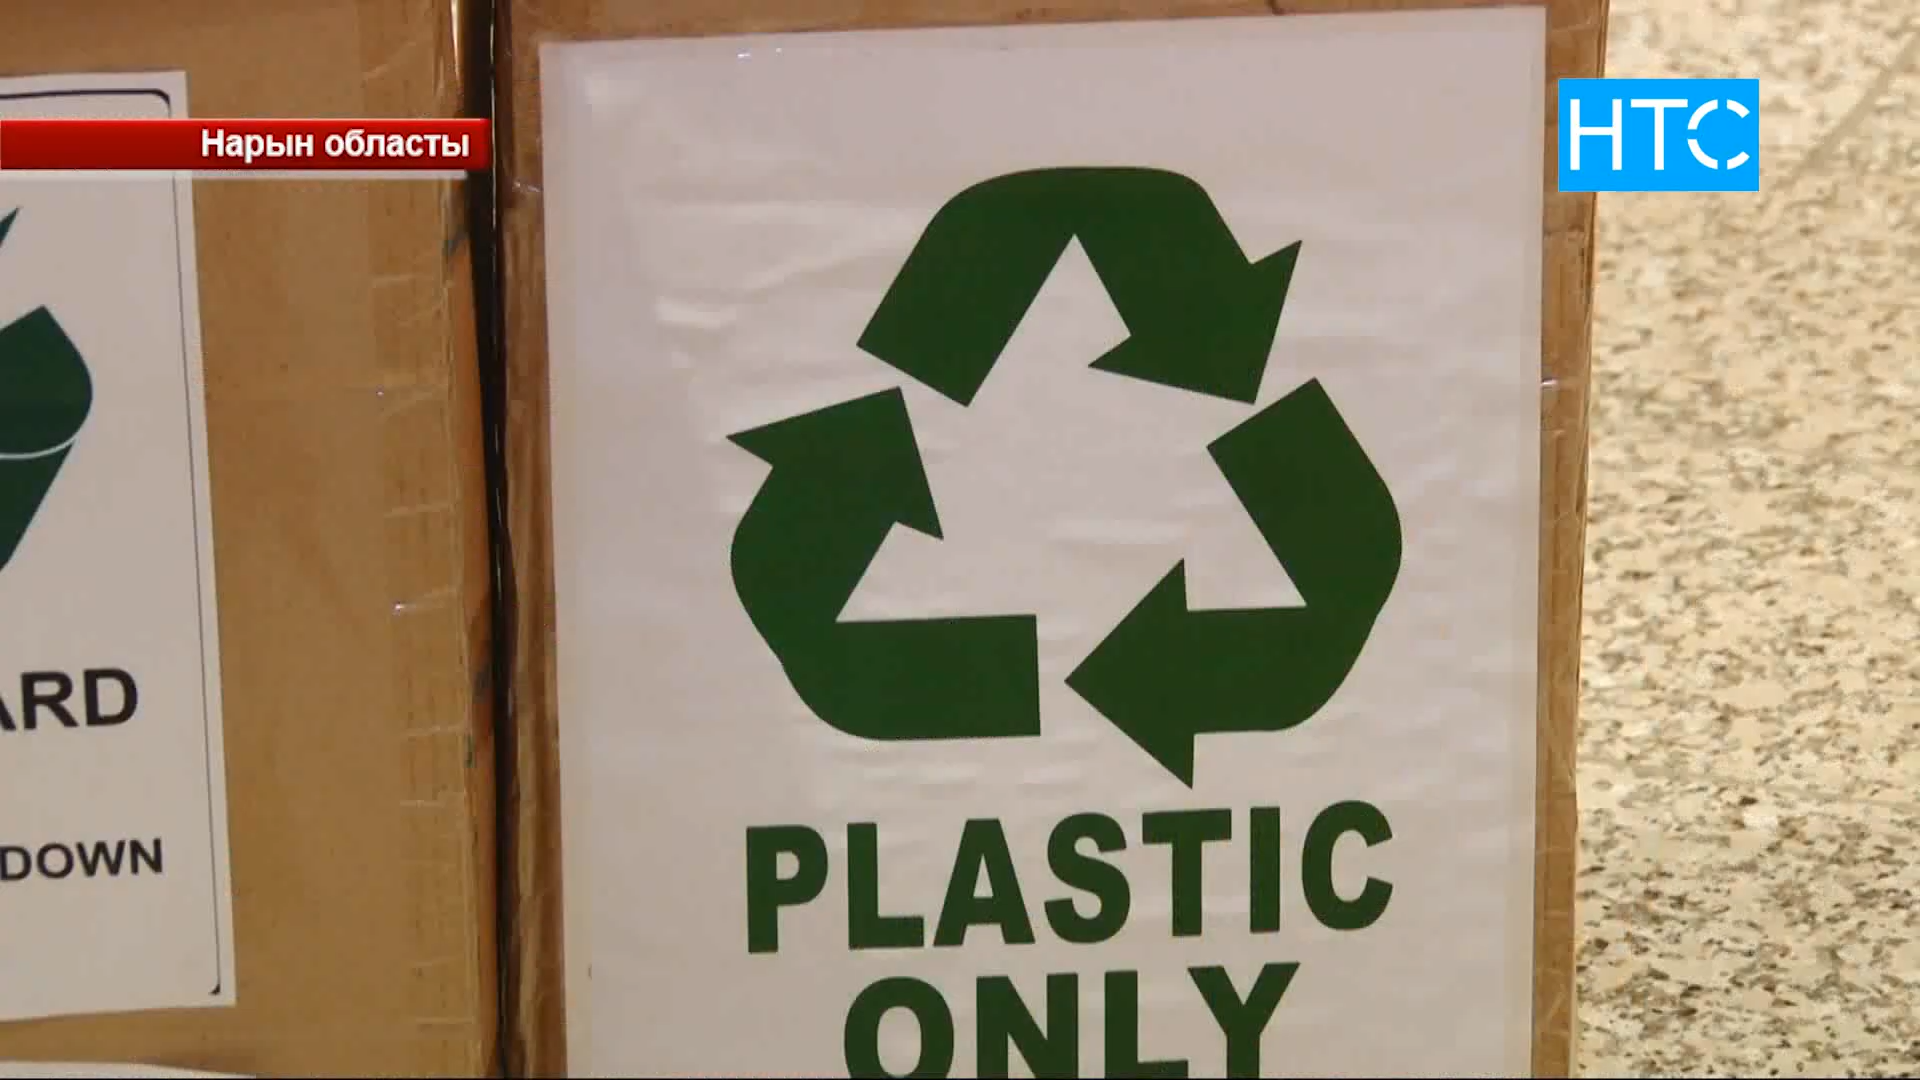 Нарын областы
НТС
ARD
DOWN
PLASTIC
ONLY